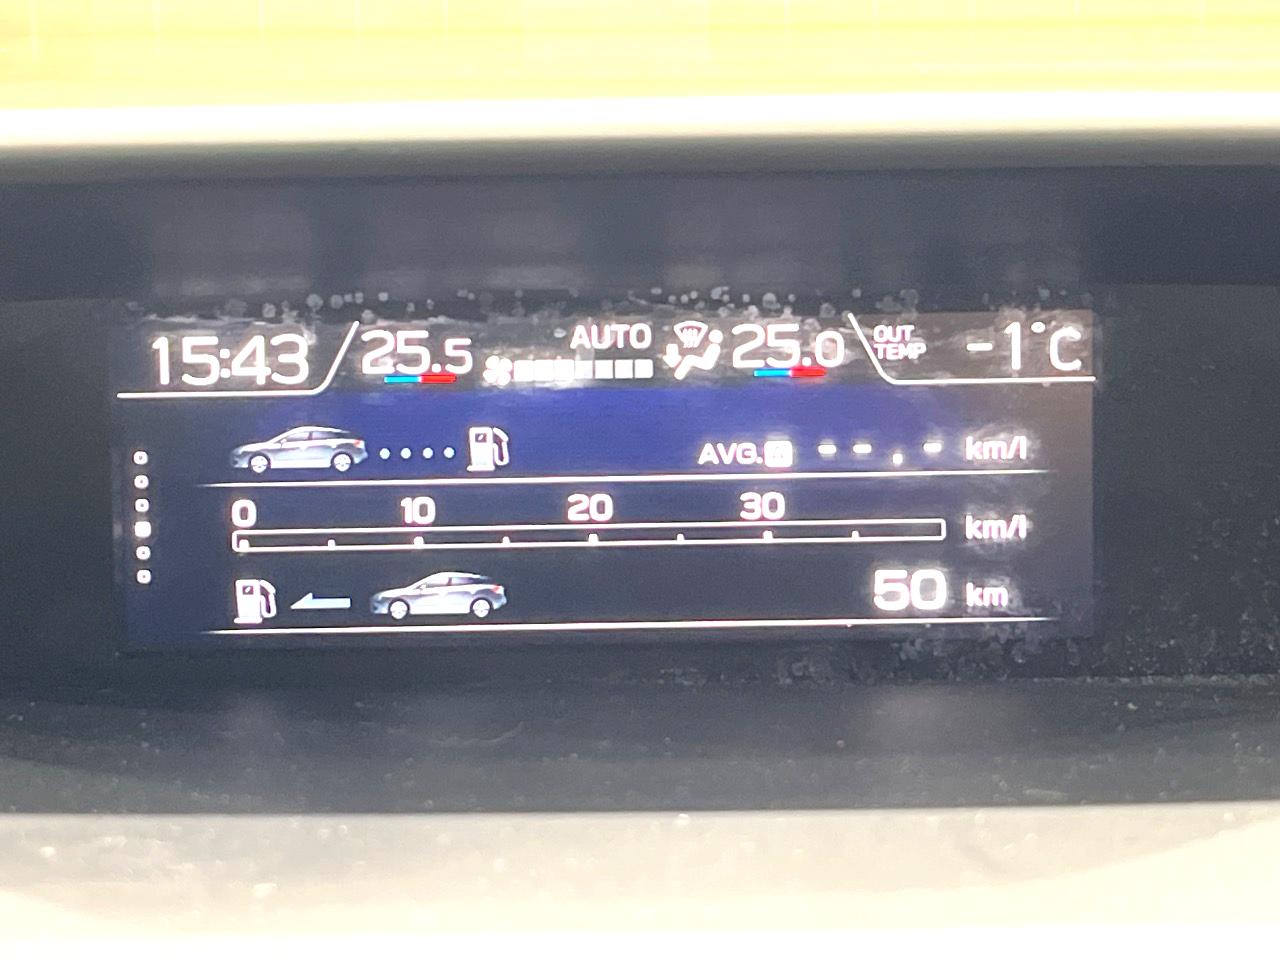 15:43 25.5 AUTO 25.0 OUT TEMP -1°C
AVG. --.- km/l
0 10 20 30 km/l
50 km